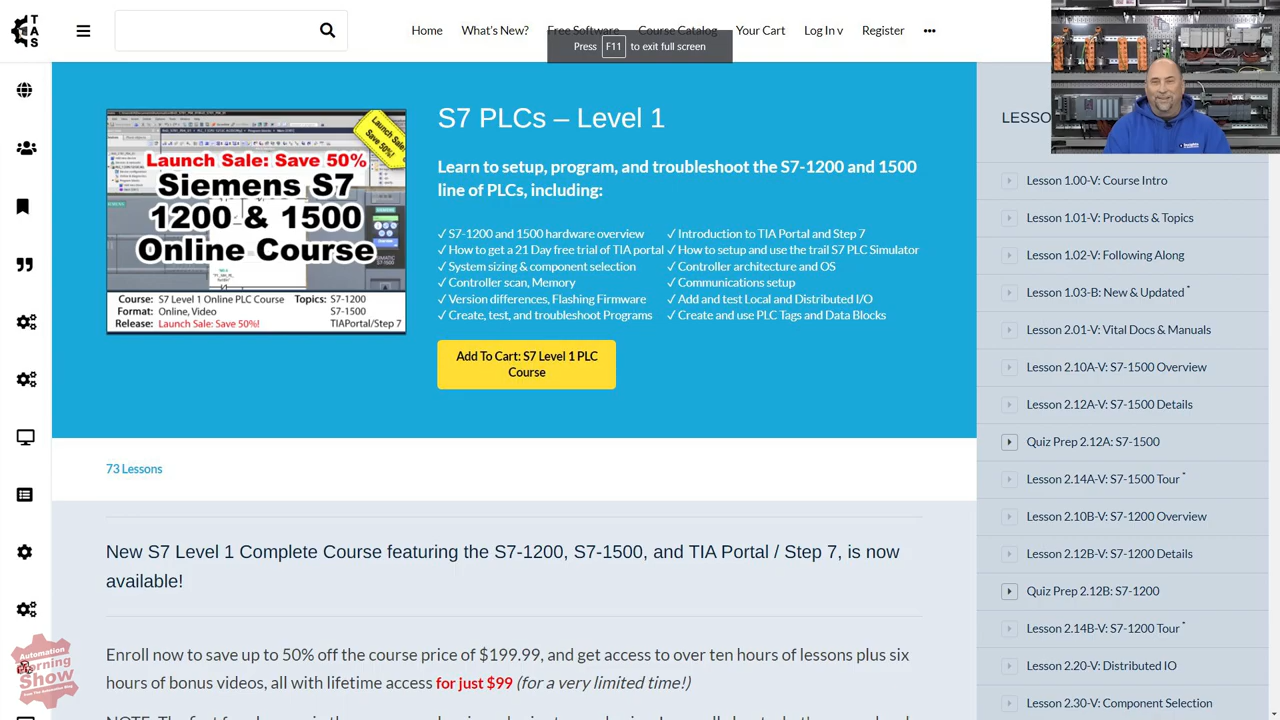 TAS
Home
What's New?
Free Software
Course Catalog
Your Cart
Log In v
Register
Press F11 to exit full screen
Launch Sale:
Save 50%!
Launch Sale: Save 50%
Siemens S7
1200 & 1500
Online Course
Course: S7 Level 1 Online PLC Course Topics: S7-1200
Format: Online, Video S7-1500
Release: Launch Sale: Save 50%! TIAPortal/Step 7
S7 PLCs – Level 1
Learn to setup, program, and troubleshoot the S7-1200 and 1500
line of PLCs, including:
✓ S7-1200 and 1500 hardware overview
✓ How to get a 21 Day free trial of TIA portal
✓ System sizing & component selection
✓ Controller scan, Memory
✓ Version differences, Flashing Firmware
✓ Create, test, and troubleshoot Programs
✓ Introduction to TIA Portal and Step 7
✓ How to setup and use the trail S7 PLC Simulator
✓ Controller architecture and OS
✓ Communications setup
✓ Add and test Local and Distributed I/O
✓ Create and use PLC Tags and Data Blocks
Add To Cart: S7 Level 1 PLC
Course
73 Lessons
New S7 Level 1 Complete Course featuring the S7-1200, S7-1500, and TIA Portal / Step 7, is now
available!
Enroll now to save up to 50% off the course price of $199.99, and get access to over ten hours of lessons plus six
hours of bonus videos, all with lifetime access for just $99 (for a very limited time!)
LESSO
Lesson 1.00-V: Course Intro
Lesson 1.01-V: Products & Topics
Lesson 1.02-V: Following Along
Lesson 1.03-B: New & Updated *
Lesson 2.01-V: Vital Docs & Manuals
Lesson 2.10A-V: S7-1500 Overview
Lesson 2.12A-V: S7-1500 Details
Quiz Prep 2.12A: S7-1500
Lesson 2.14A-V: S7-1500 Tour *
Lesson 2.10B-V: S7-1200 Overview
Lesson 2.12B-V: S7-1200 Details
Quiz Prep 2.12B: S7-1200
Lesson 2.14B-V: S7-1200 Tour *
Lesson 2.20-V: Distributed IO
Lesson 2.30-V: Component Selection
Automation
Morning
Show
From The Automation Blog